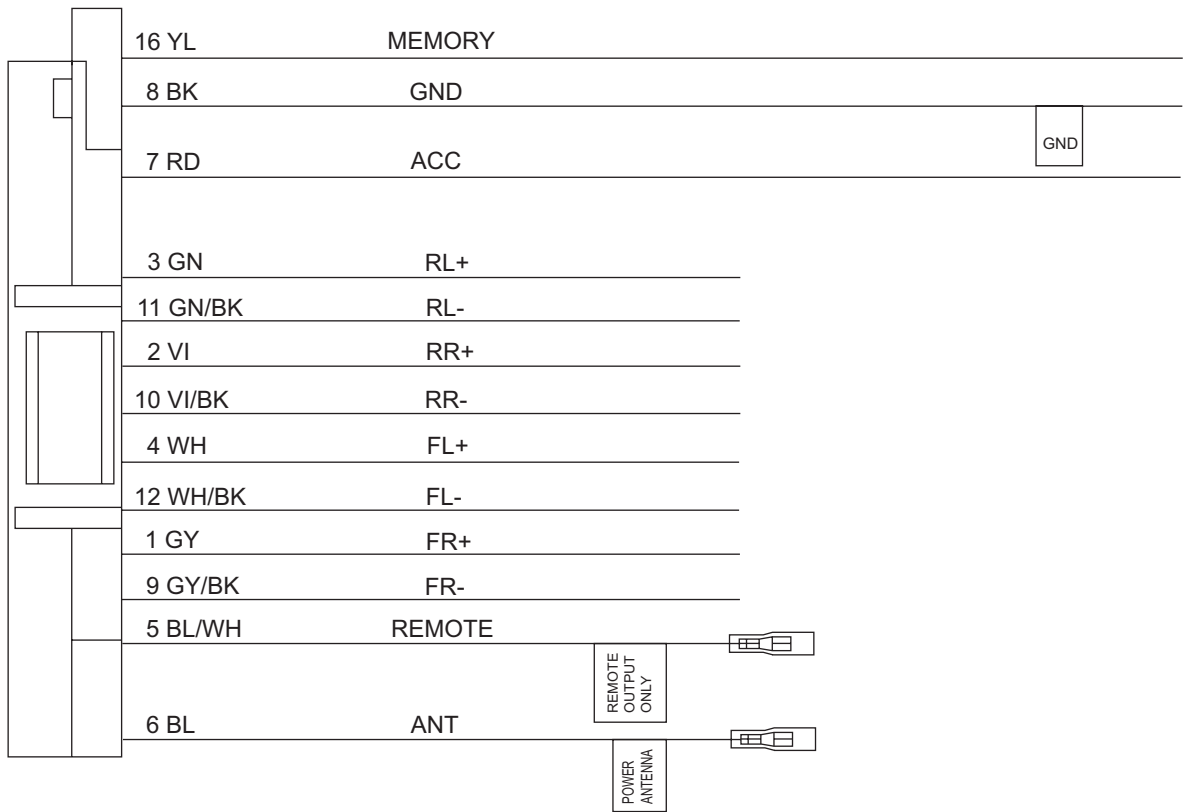 16 YL MEMORY
8 BK GND
GND
7 RD ACC
3 GN RL+
11 GN/BK RL-
2 VI RR+
10 VI/BK RR-
4 WH FL+
12 WH/BK FL-
1 GY FR+
9 GY/BK FR-
5 BL/WH REMOTE
REMOTE
OUTPUT
ONLY
6 BL ANT
POWER
ANTENNA